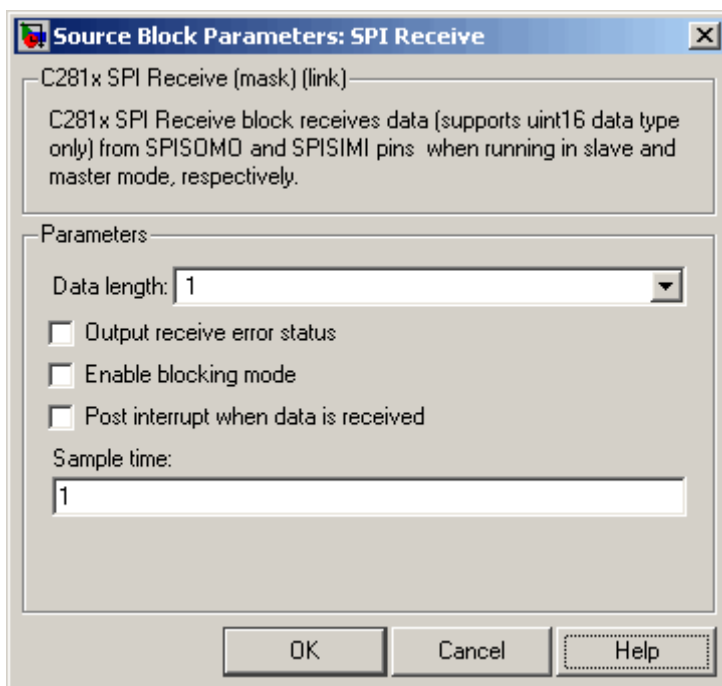 Source Block Parameters: SPI Receive
C281x SPI Receive (mask) (link)
C281x SPI Receive block receives data (supports uint16 data type
only) from SPISOMO and SPISIMI pins when running in slave and
master mode, respectively.
Parameters
Data length: 1
Output receive error status
Enable blocking mode
Post interrupt when data is received
Sample time:
1
OK Cancel Help